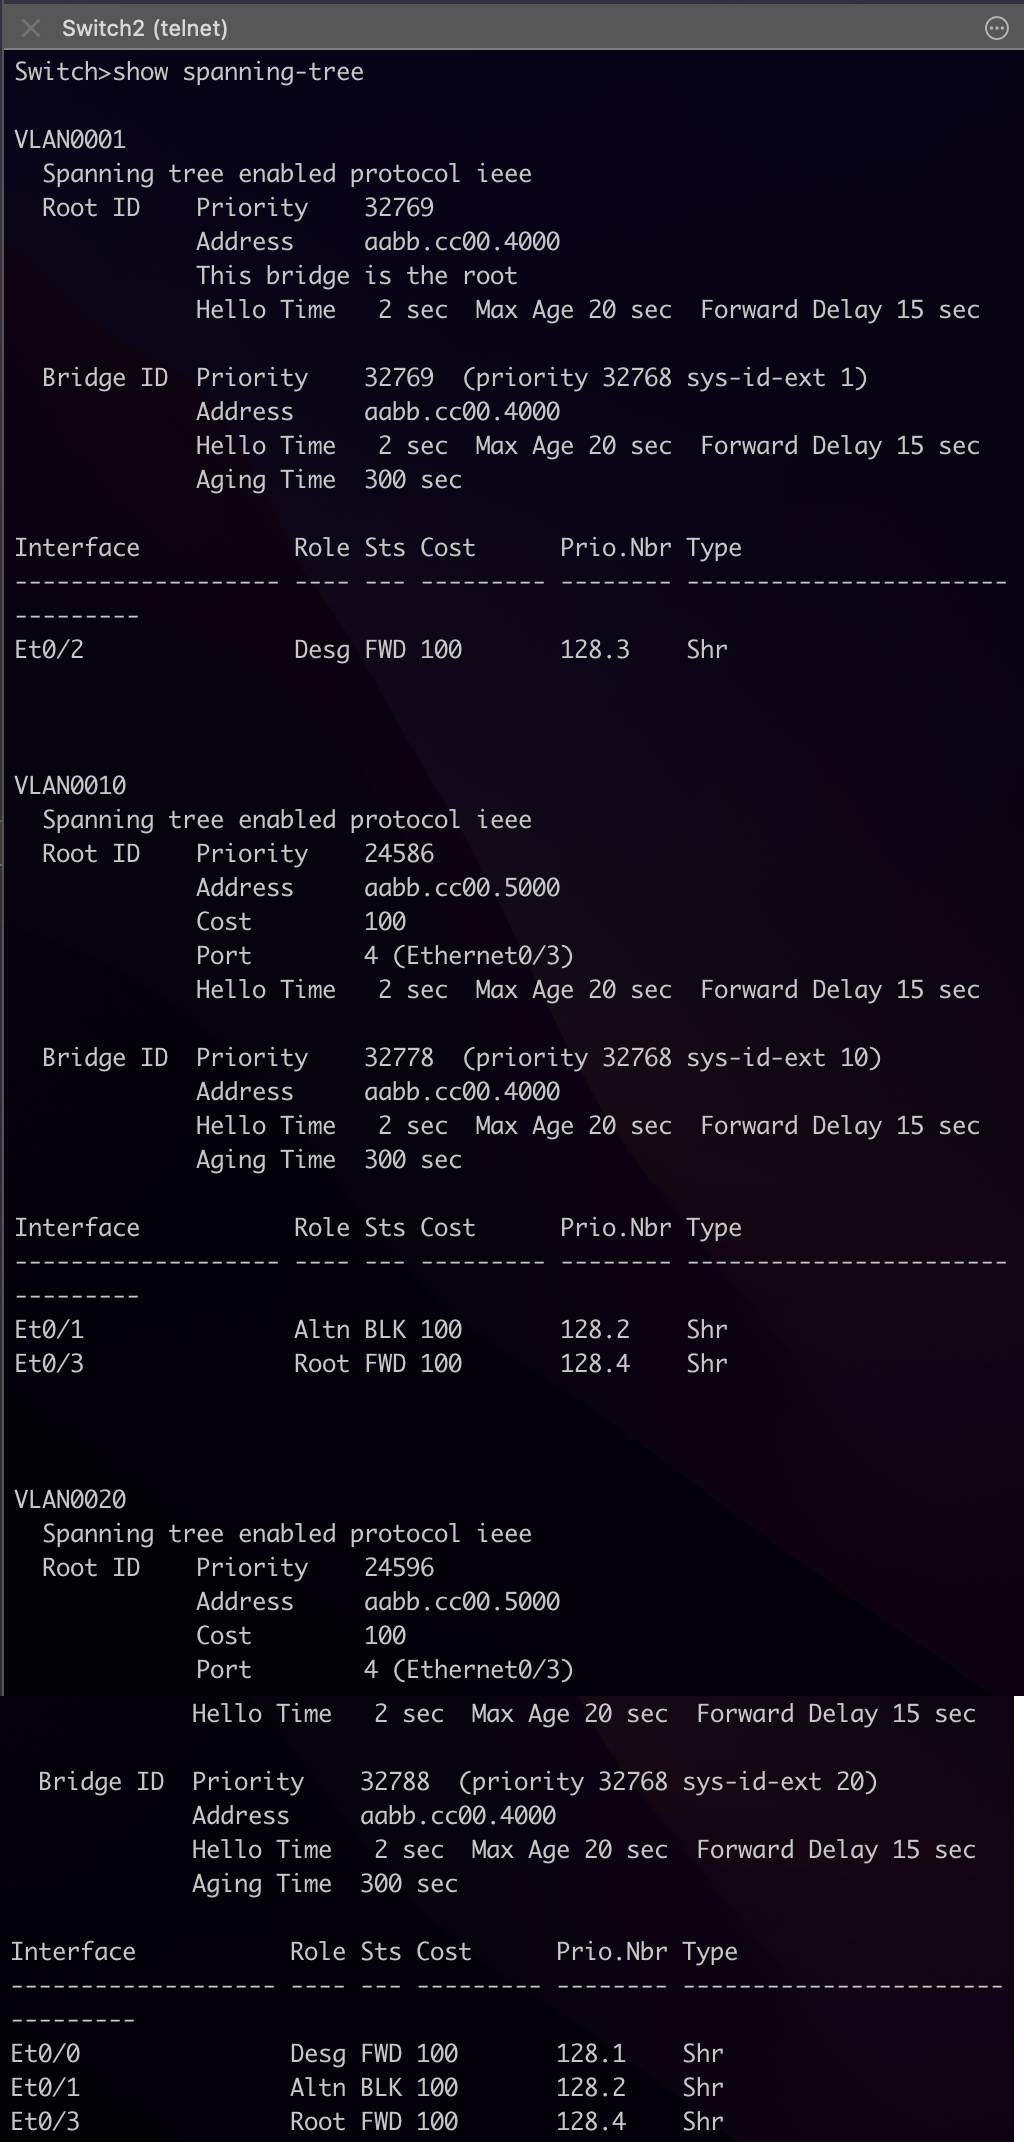 Switch2 (telnet)
Switch>show spanning-tree

VLAN0001
  Spanning tree enabled protocol ieee
  Root ID    Priority    32769
             Address     aabb.cc00.4000
             This bridge is the root
             Hello Time   2 sec  Max Age 20 sec  Forward Delay 15 sec

  Bridge ID  Priority    32769  (priority 32768 sys-id-ext 1)
             Address     aabb.cc00.4000
             Hello Time   2 sec  Max Age 20 sec  Forward Delay 15 sec
             Aging Time  300 sec

Interface           Role Sts Cost      Prio.Nbr Type
------------------- ---- --- --------- -------- -----------------------
---------
Et0/2               Desg FWD 100       128.3    Shr

VLAN0010
  Spanning tree enabled protocol ieee
  Root ID    Priority    24586
             Address     aabb.cc00.5000
             Cost        100
             Port        4 (Ethernet0/3)
             Hello Time   2 sec  Max Age 20 sec  Forward Delay 15 sec

  Bridge ID  Priority    32778  (priority 32768 sys-id-ext 10)
             Address     aabb.cc00.4000
             Hello Time   2 sec  Max Age 20 sec  Forward Delay 15 sec
             Aging Time  300 sec

Interface           Role Sts Cost      Prio.Nbr Type
------------------- ---- --- --------- -------- -----------------------
---------
Et0/1               Altn BLK 100       128.2    Shr
Et0/3               Root FWD 100       128.4    Shr

VLAN0020
  Spanning tree enabled protocol ieee
  Root ID    Priority    24596
             Address     aabb.cc00.5000
             Cost        100
             Port        4 (Ethernet0/3)
             Hello Time   2 sec  Max Age 20 sec  Forward Delay 15 sec

  Bridge ID  Priority    32788  (priority 32768 sys-id-ext 20)
             Address     aabb.cc00.4000
             Hello Time   2 sec  Max Age 20 sec  Forward Delay 15 sec
             Aging Time  300 sec

Interface           Role Sts Cost      Prio.Nbr Type
------------------- ---- --- --------- -------- -----------------------
---------
Et0/0               Desg FWD 100       128.1    Shr
Et0/1               Altn BLK 100       128.2    Shr
Et0/3               Root FWD 100       128.4    Shr